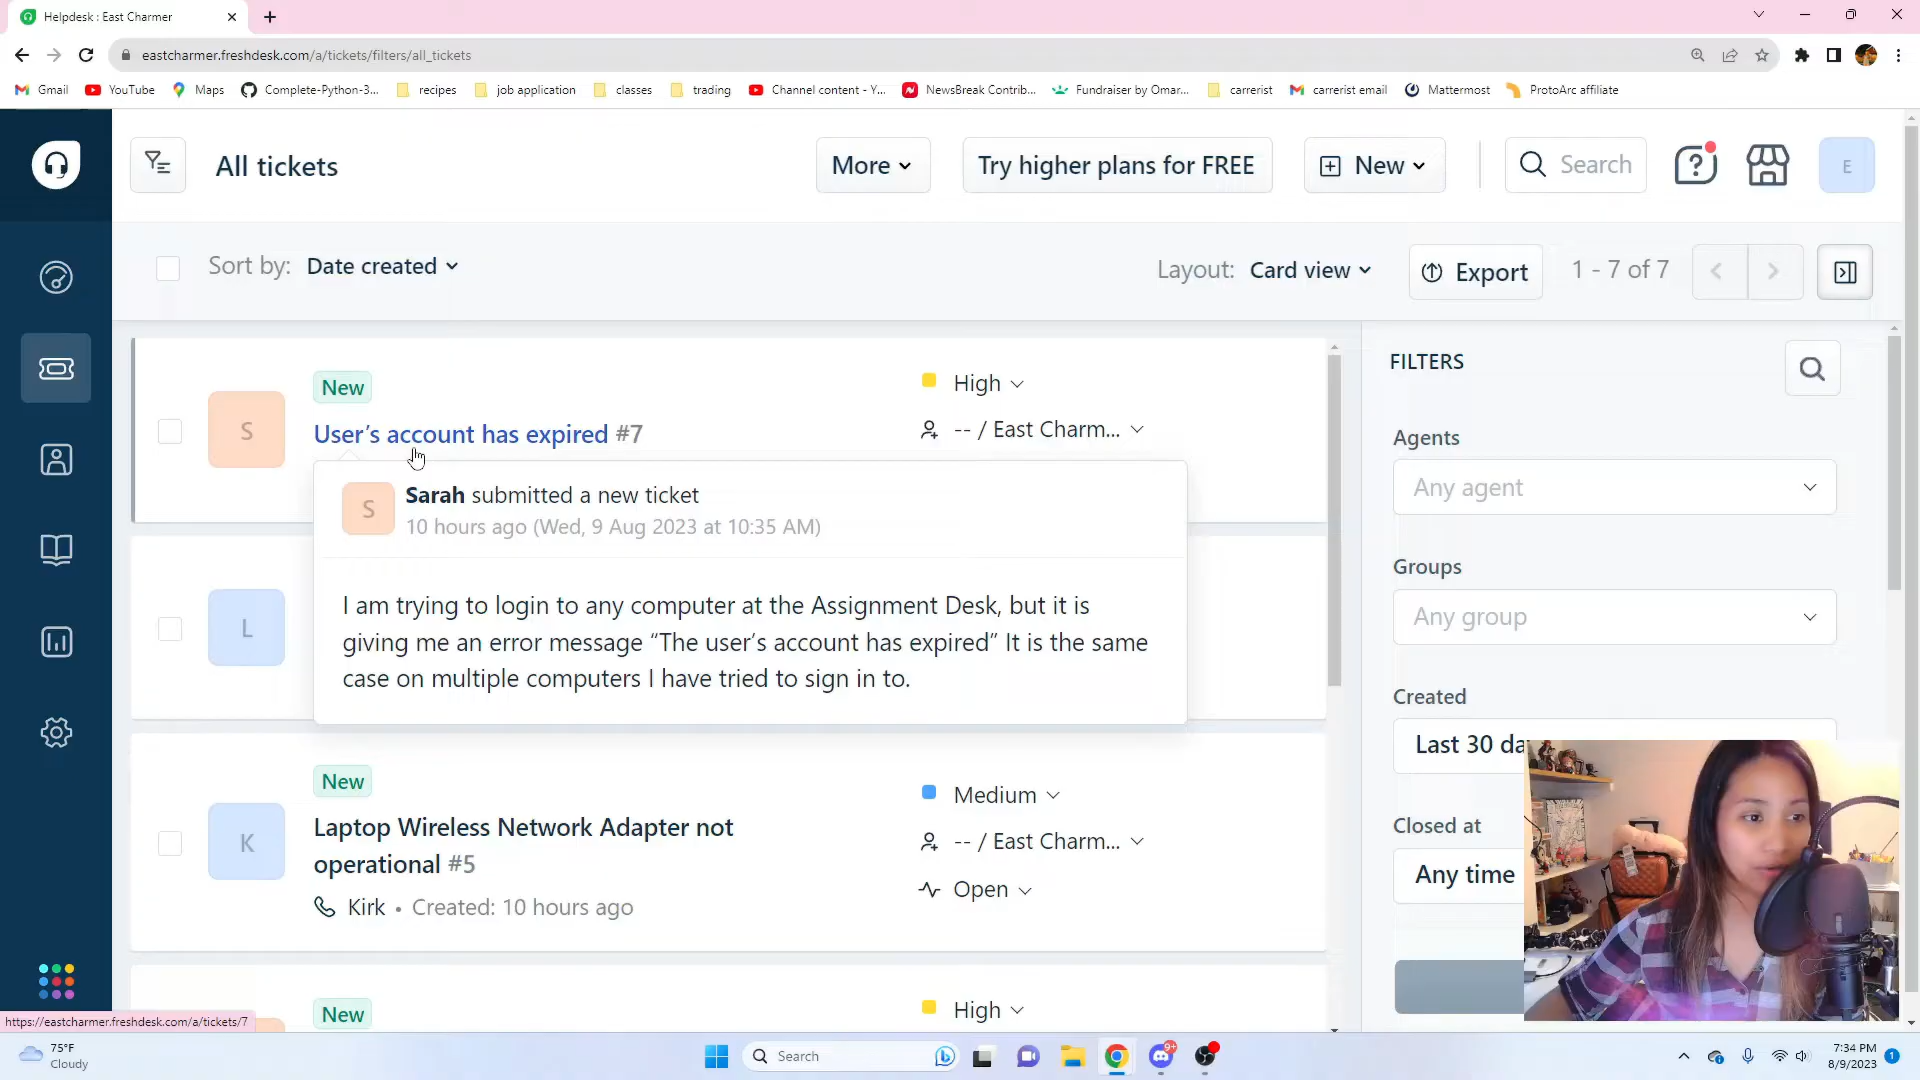 Helpdesk : East Charmer
eastcharmer.freshdesk.com/a/tickets/filters/all_tickets
Gmail
YouTube
Maps
Complete-Python-3...
recipes
job application
classes
trading
Channel content - Y...
NewsBreak Contrib...
Fundraiser by Omar...
carrerist
carrerist email
Mattermost
ProtoArc affiliate
All tickets
More
Try higher plans for FREE
New
Search
E
Sort by: Date created
Layout: Card view
Export
1 - 7 of 7
New
S
User’s account has expired #7
High
-- / East Charm...
S
Sarah submitted a new ticket
10 hours ago (Wed, 9 Aug 2023 at 10:35 AM)
I am trying to login to any computer at the Assignment Desk, but it is
giving me an error message “The user’s account has expired” It is the same
case on multiple computers I have tried to sign in to.
L
New
K
Laptop Wireless Network Adapter not
operational #5
Kirk • Created: 10 hours ago
Medium
-- / East Charm...
Open
New
High
FILTERS
Agents
Any agent
Groups
Any group
Created
Last 30 da
Closed at
Any time
https://eastcharmer.freshdesk.com/a/tickets/7
75°F
Cloudy
Search
9+
7:34 PM
8/9/2023
1